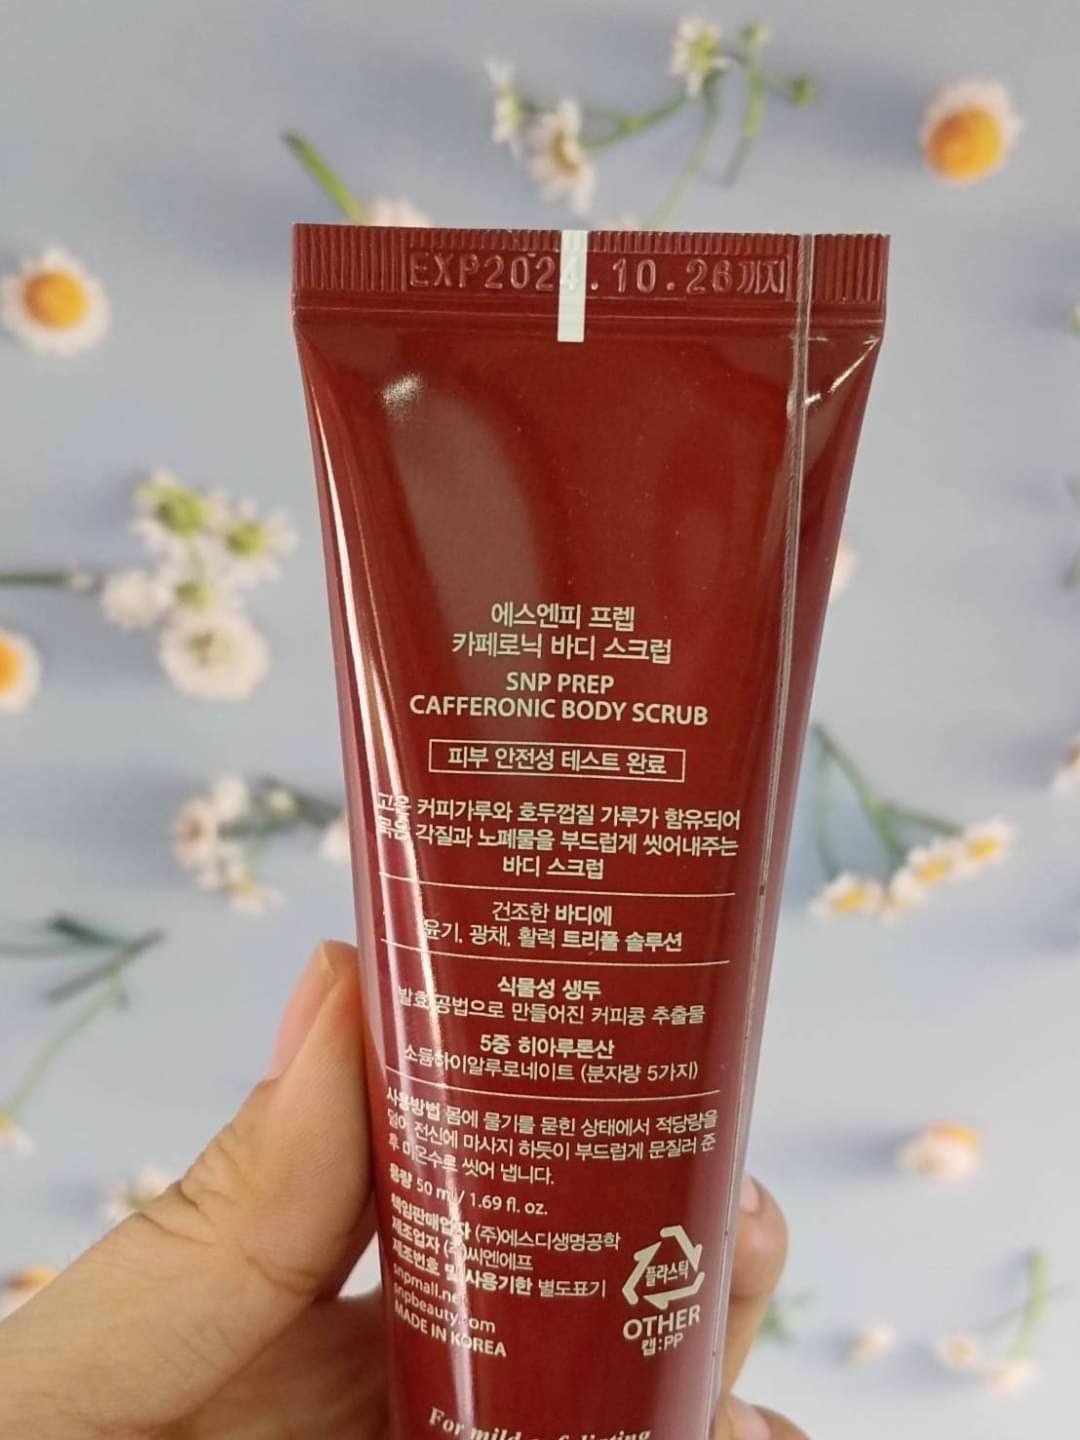 EXP2024.10.26까지
에스엔피 프렙
카페로닉 바디 스크럽
SNP PREP
CAFFERONIC BODY SCRUB
피부 안전성 테스트 완료
고운 커피가루와 호두껍질 가루가 함유되어
묵은 각질과 노폐물을 부드럽게 씻어내주는
바디 스크럽
건조한 바디에
윤기, 광채, 활력 트리플 솔루션
식물성 생두
발효 공법으로 만들어진 커피콩 추출물
5중 히아루론산
소듐하이알루로네이트 (분자량 5가지)
사용방법 몸에 물기를 묻힌 상태에서 적당량을
덜어 전신에 마사지 하듯이 부드럽게 문질러 준
후 미온수로 씻어 냅니다.
용량 50 ml / 1.69 fl. oz.
책임판매업자 (주)에스디생명공학
제조업자 (주)씨엔에프
제조번호 및 사용기한 별도표기
snpmall.net
snpbeauty.com
MADE IN KOREA
플라스틱
OTHER
캡:PP
For mild exfoliating